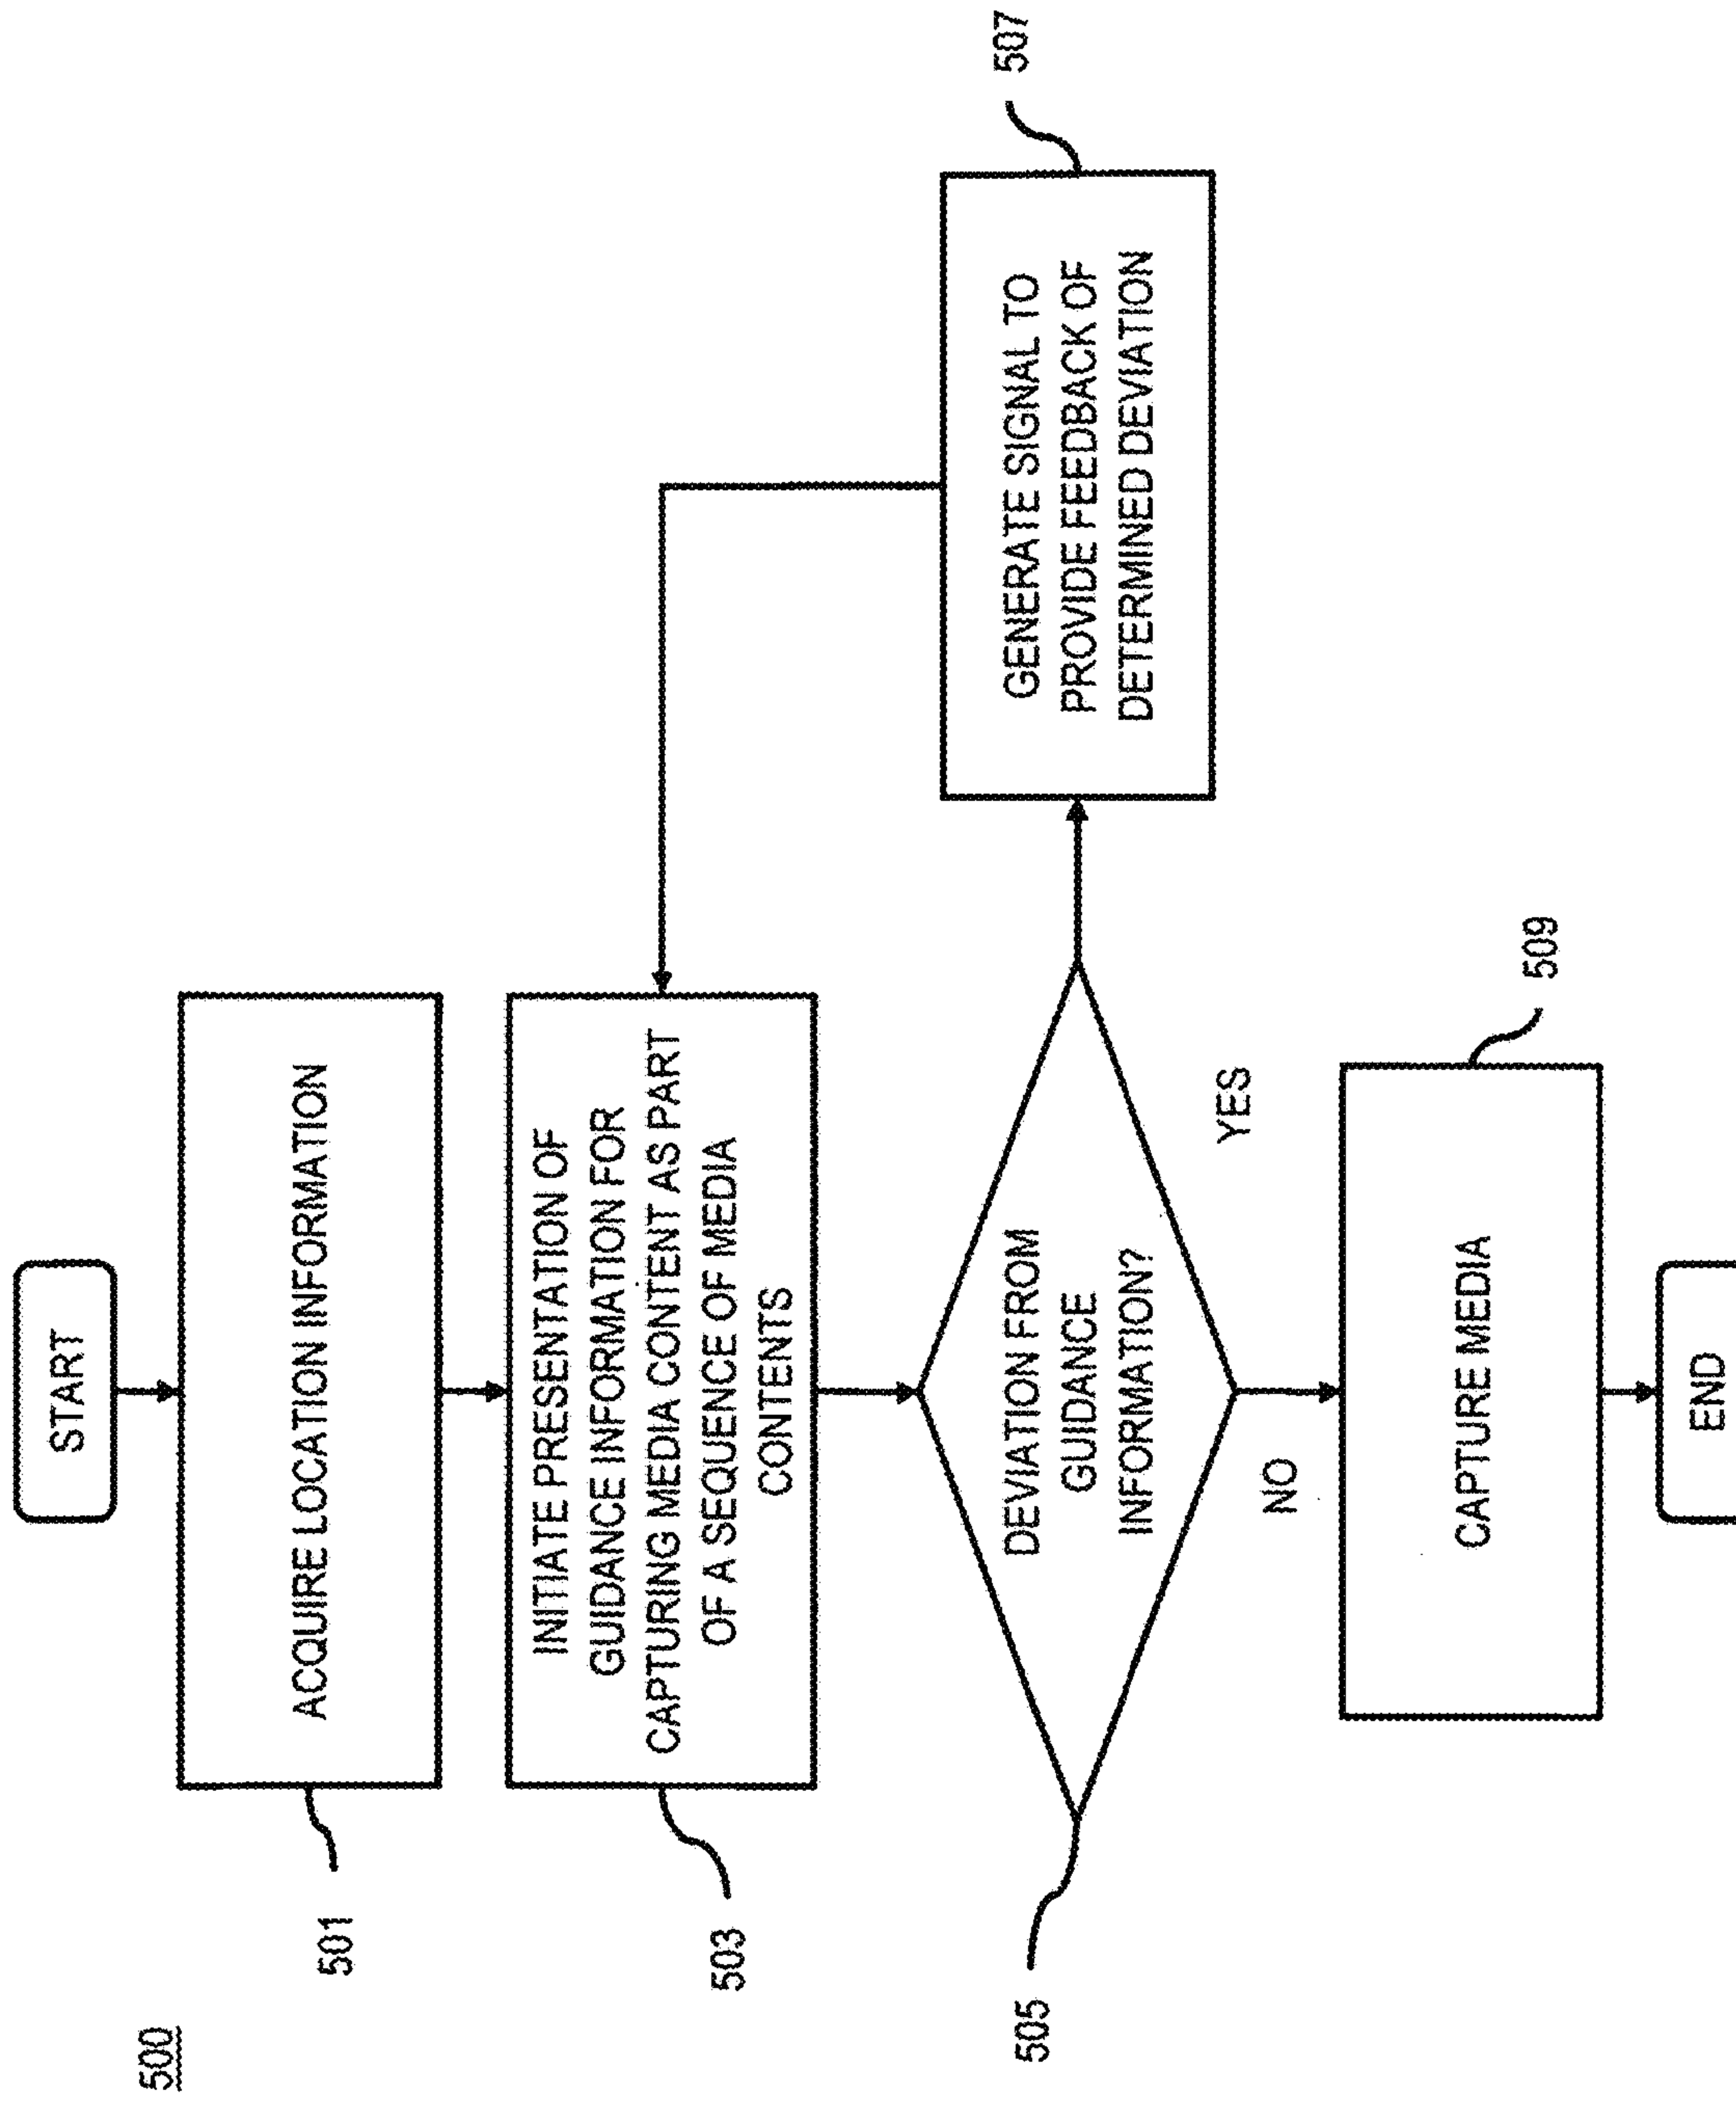 500
START
501
ACQUIRE LOCATION INFORMATION
503
INITIATE PRESENTATION OF
GUIDANCE INFORMATION FOR
CAPTURING MEDIA CONTENT AS PART
OF A SEQUENCE OF MEDIA
CONTENTS
505
DEVIATION FROM
GUIDANCE
INFORMATION?
YES
507
GENERATE SIGNAL TO
PROVIDE FEEDBACK OF
DETERMINED DEVIATION
NO
509
CAPTURE MEDIA
END